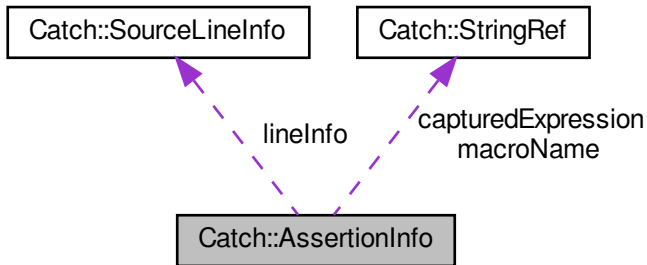 Catch::SourceLineInfo
Catch::StringRef
lineInfo
capturedExpression
macroName
Catch::AssertionInfo